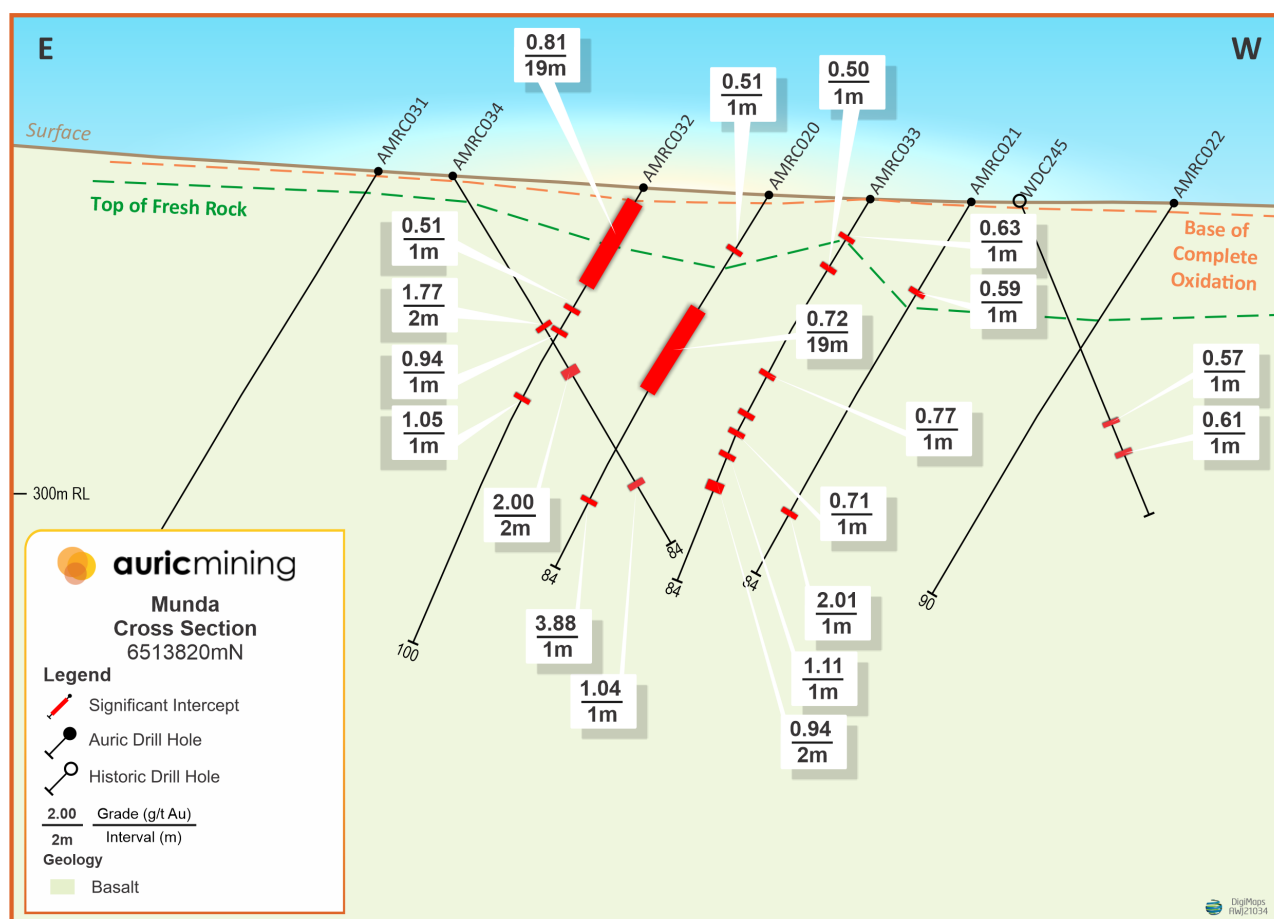 E
W
0.81
19m
0.51
1m
0.50
1m
AMRC031
AMRC034
AMRC032
AMRC020
AMRC033
AMRC021
WDC245
AMRC022
Surface
Top of Fresh Rock
Base of
Complete
Oxidation
0.51
1m
1.77
2m
0.94
1m
1.05
1m
0.63
1m
0.59
1m
0.72
19m
0.57
1m
0.61
1m
0.77
1m
300m RL
2.00
2m
0.71
1m
84
84
84
84
90
100
3.88
1m
1.04
1m
2.01
1m
1.11
1m
0.94
2m
auricmining
Munda
Cross Section
6513820mN
Legend
Significant Intercept
Auric Drill Hole
Historic Drill Hole
2.00
2m
Grade (g/t Au)
Interval (m)
Geology
Basalt
DigiMaps
AWJ21034